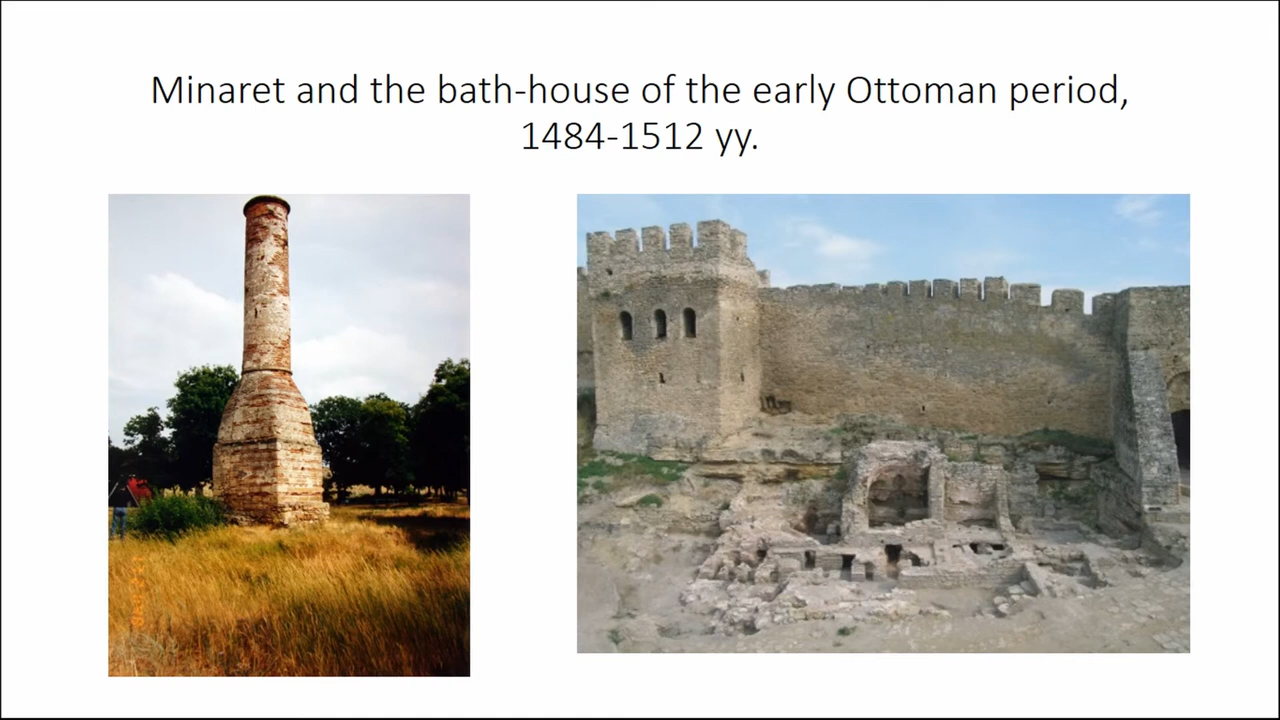 Minaret and the bath-house of the early Ottoman period,
1484-1512 yy.